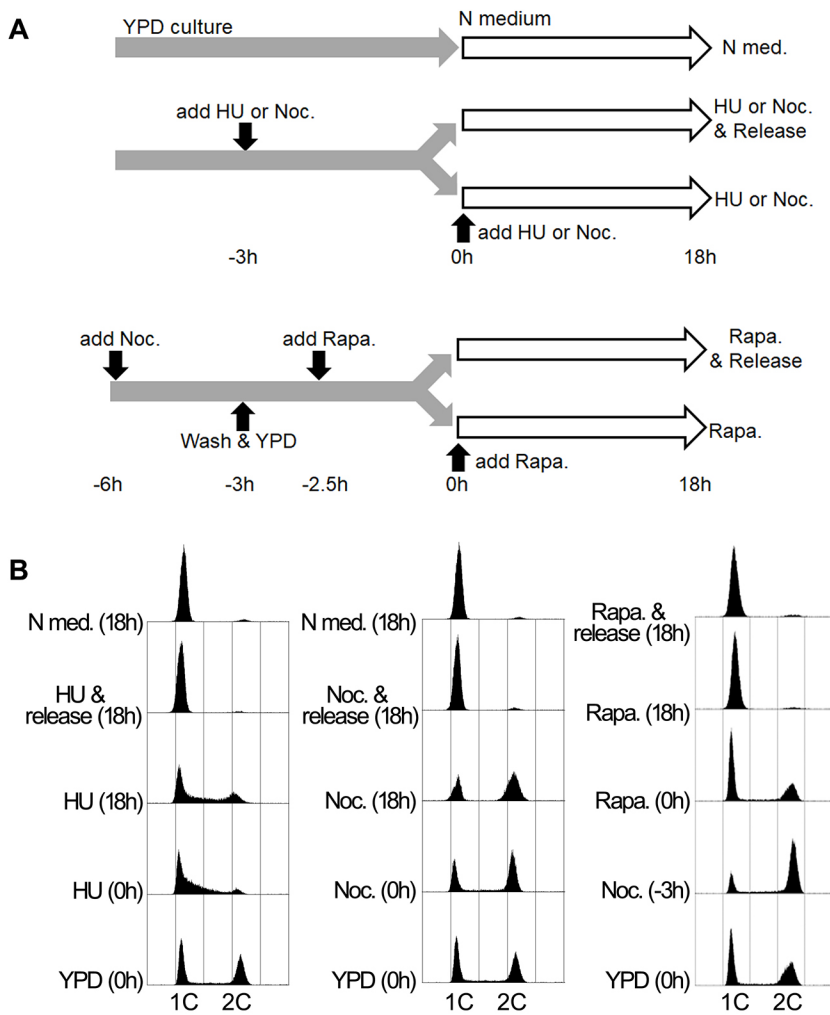 A
YPD culture
N medium
N med.
add HU or Noc.
HU or Noc.
& Release
HU or Noc.
add HU or Noc.
-3h
0h
18h
add Noc.
add Rapa.
Rapa.
& Release
Wash & YPD
Rapa.
add Rapa.
-6h
-3h
-2.5h
0h
18h
B
N med. (18h)
HU &
release (18h)
HU (18h)
HU (0h)
YPD (0h)
1C
2C
N med. (18h)
Noc. &
release (18h)
Noc. (18h)
Noc. (0h)
YPD (0h)
1C
2C
Rapa. &
release (18h)
Rapa. (18h)
Rapa. (0h)
Noc. (-3h)
YPD (0h)
1C
2C